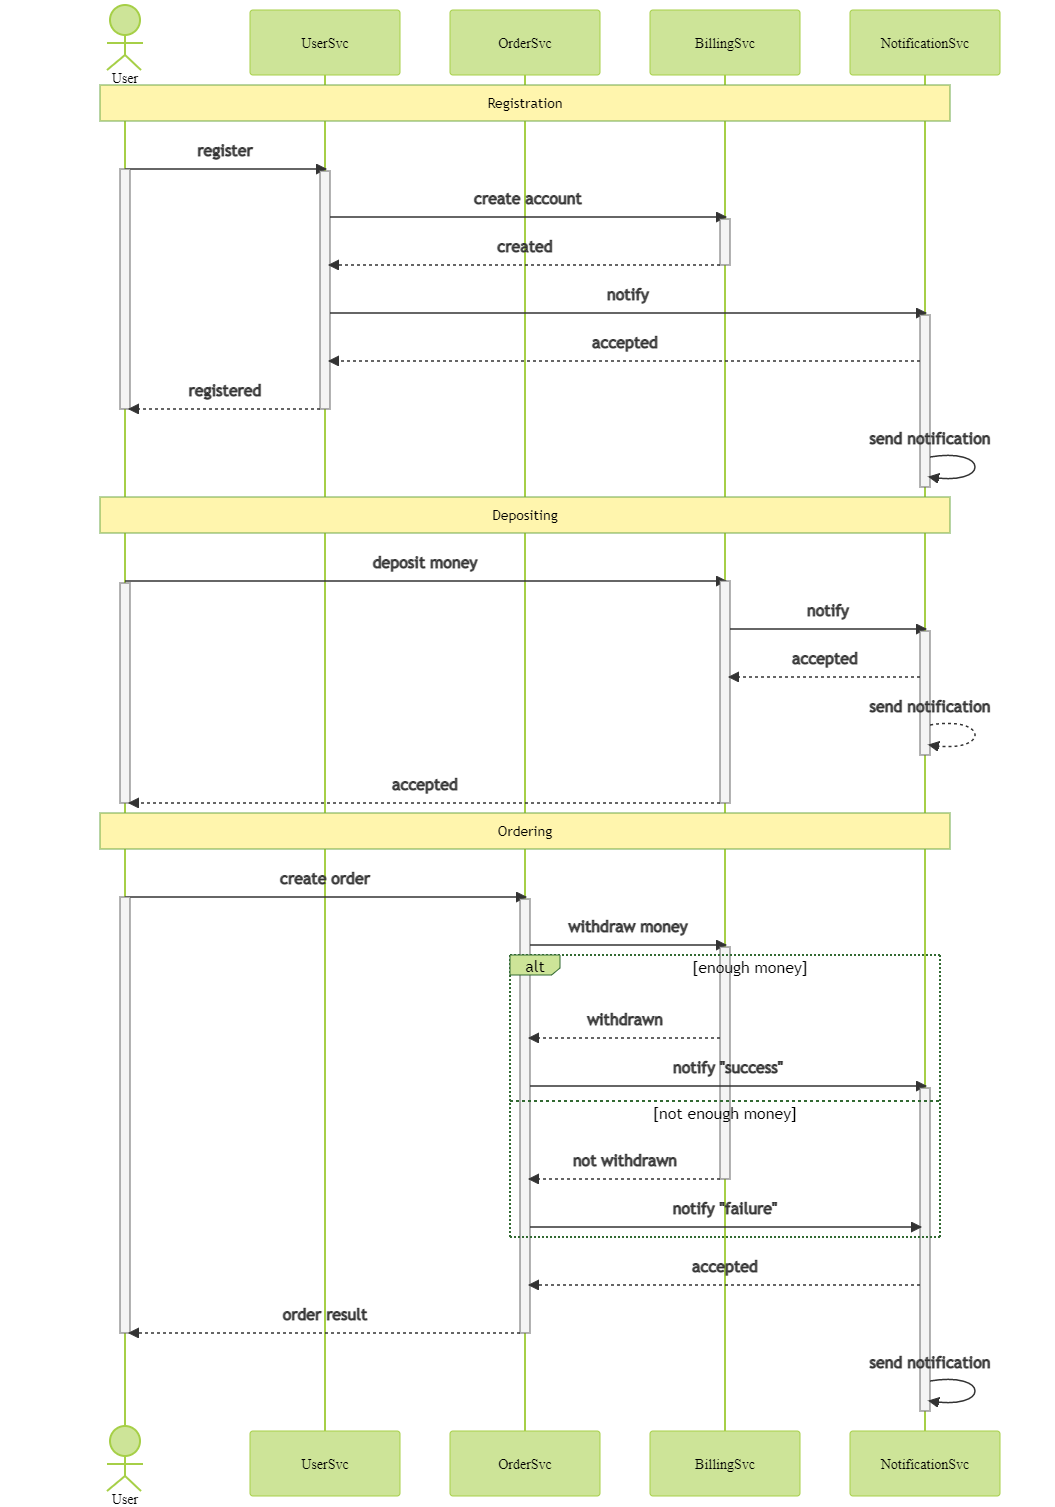 User
UserSvc
OrderSvc
BillingSvc
NotificationSvc
Registration
register
create account
created
notify
accepted
registered
send notification
Depositing
deposit money
notify
accepted
send notification
accepted
Ordering
create order
withdraw money
alt
[enough money]
withdrawn
notify "success"
[not enough money]
not withdrawn
notify "failure"
accepted
order result
send notification
User
UserSvc
OrderSvc
BillingSvc
NotificationSvc